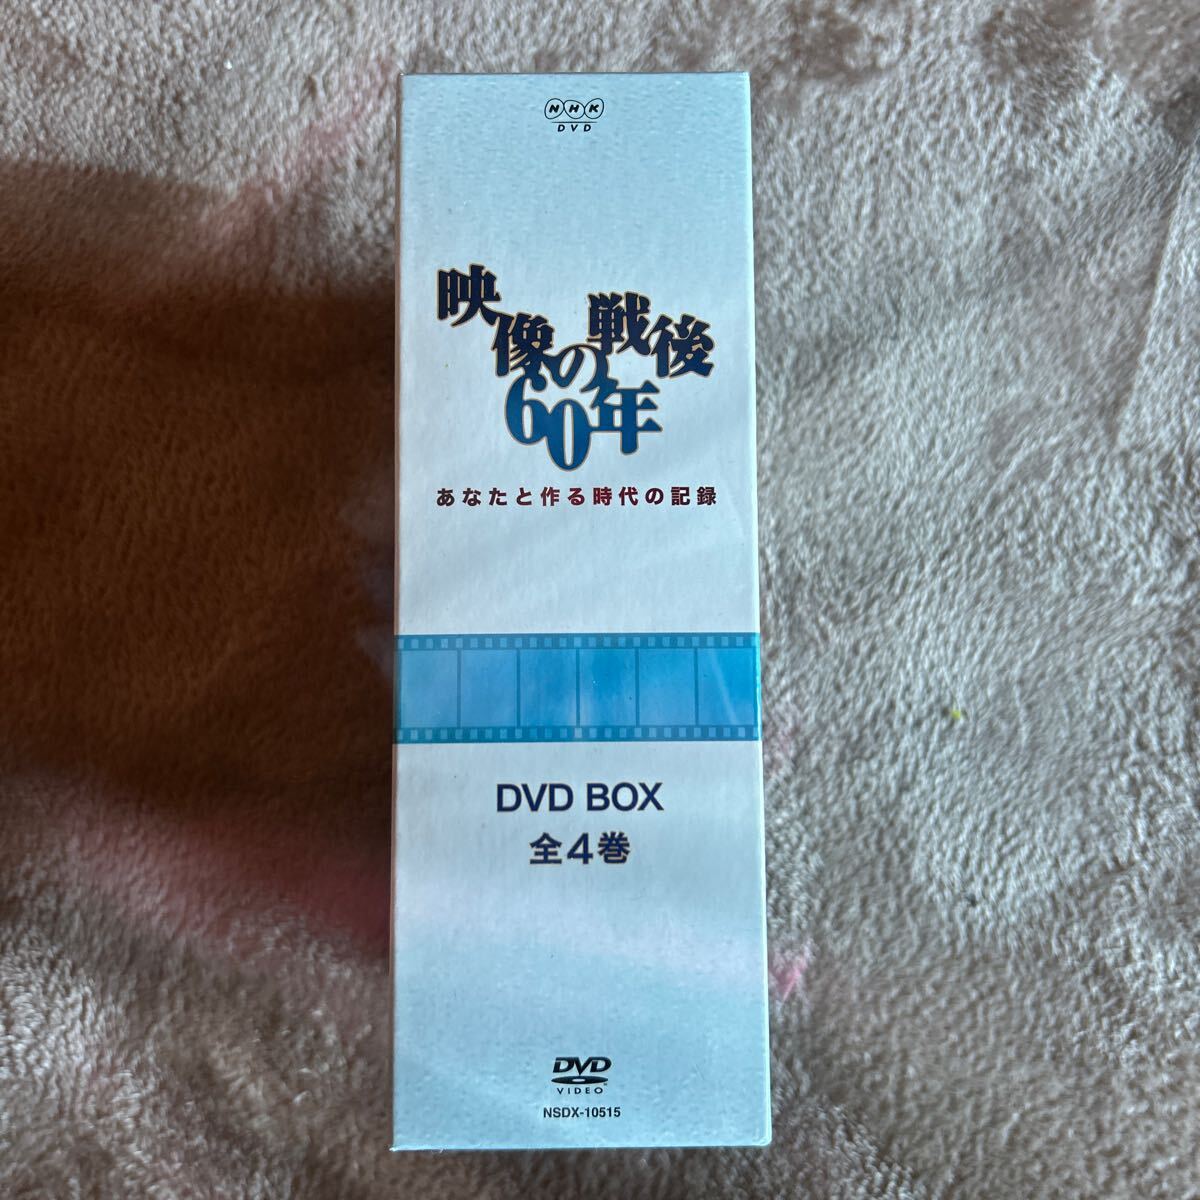 NHK
DVD
映像の戦後
60年
あなたと作る時代の記録
DVD BOX
全4巻
DVD
VIDEO
NSDX-10515